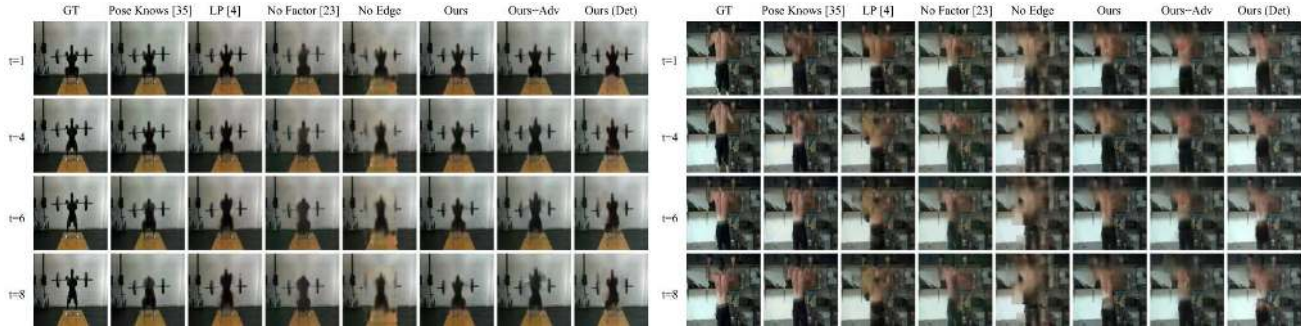 GT Pose Knows [35] LP [4] No Factor [23] No Edge Ours Ours-Adv Ours (Det)
t=1
t=4
t=6
t=8
GT Pose Knows [35] LP [4] No Factor [23] No Edge Ours Ours-Adv Ours (Det)
t=1
t=4
t=6
t=8